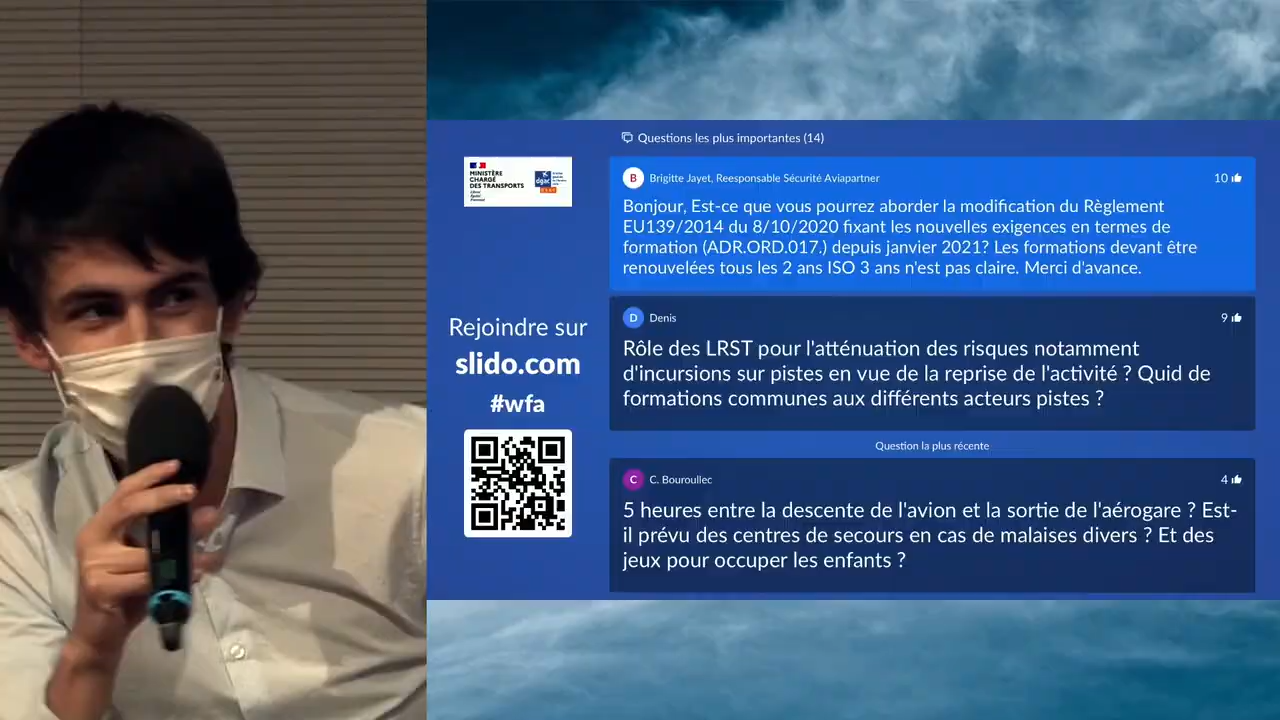 Questions les plus importantes (14)
MINISTÈRE
CHARGÉ
DES TRANSPORTS
Liberté
Égalité
Fraternité
dgac
B
Brigitte Jayet, Reesponsable Sécurité Aviapartner
10
Bonjour, Est-ce que vous pourrez aborder la modification du Règlement
EU139/2014 du 8/10/2020 fixant les nouvelles exigences en termes de
formation (ADR.ORD.017.) depuis janvier 2021? Les formations devant être
renouvelées tous les 2 ans ISO 3 ans n'est pas claire. Merci d'avance.
D
Denis
9
Rôle des LRST pour l'atténuation des risques notamment
d'incursions sur pistes en vue de la reprise de l'activité ? Quid de
formations communes aux différents acteurs pistes ?
Rejoindre sur
slido.com
#wfa
Question la plus récente
C
C. Bouroullec
4
5 heures entre la descente de l'avion et la sortie de l'aérogare ? Est-
il prévu des centres de secours en cas de malaises divers ? Et des
jeux pour occuper les enfants ?